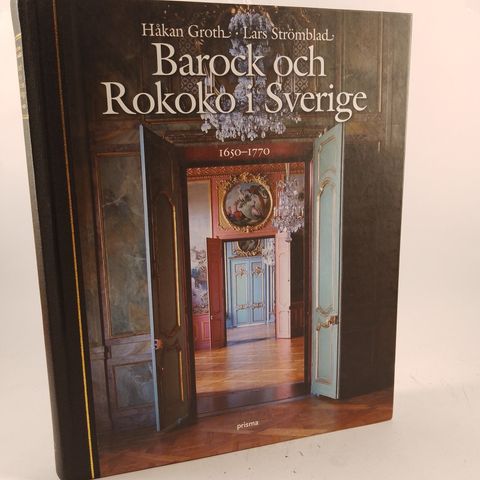 Håkan Groth · Lars Strömblad
Barock och
Rokoko i Sverige
1650–1770
prisma